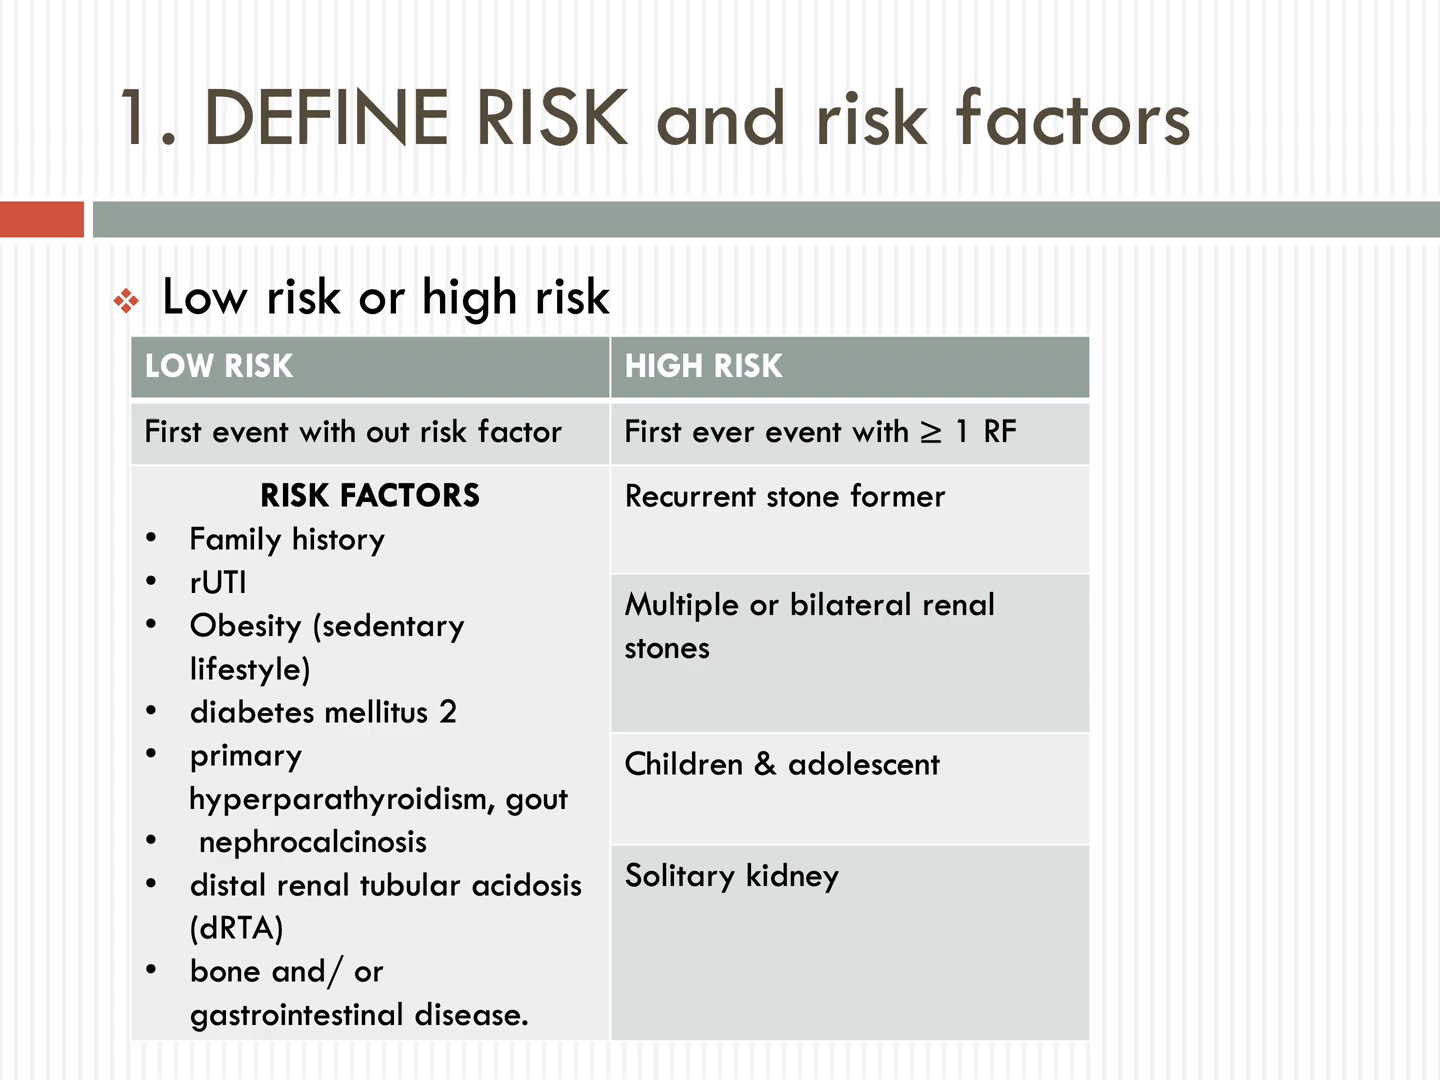 1. DEFINE RISK and risk factors
❖ Low risk or high risk
LOW RISK
HIGH RISK
First event with out risk factor
First ever event with ≥ 1 RF
RISK FACTORS
• Family history
• rUTI
• Obesity (sedentary
lifestyle)
• diabetes mellitus 2
• primary
hyperparathyroidism, gout
• nephrocalcinosis
• distal renal tubular acidosis
(dRTA)
• bone and/ or
gastrointestinal disease.
Recurrent stone former
Multiple or bilateral renal
stones
Children & adolescent
Solitary kidney